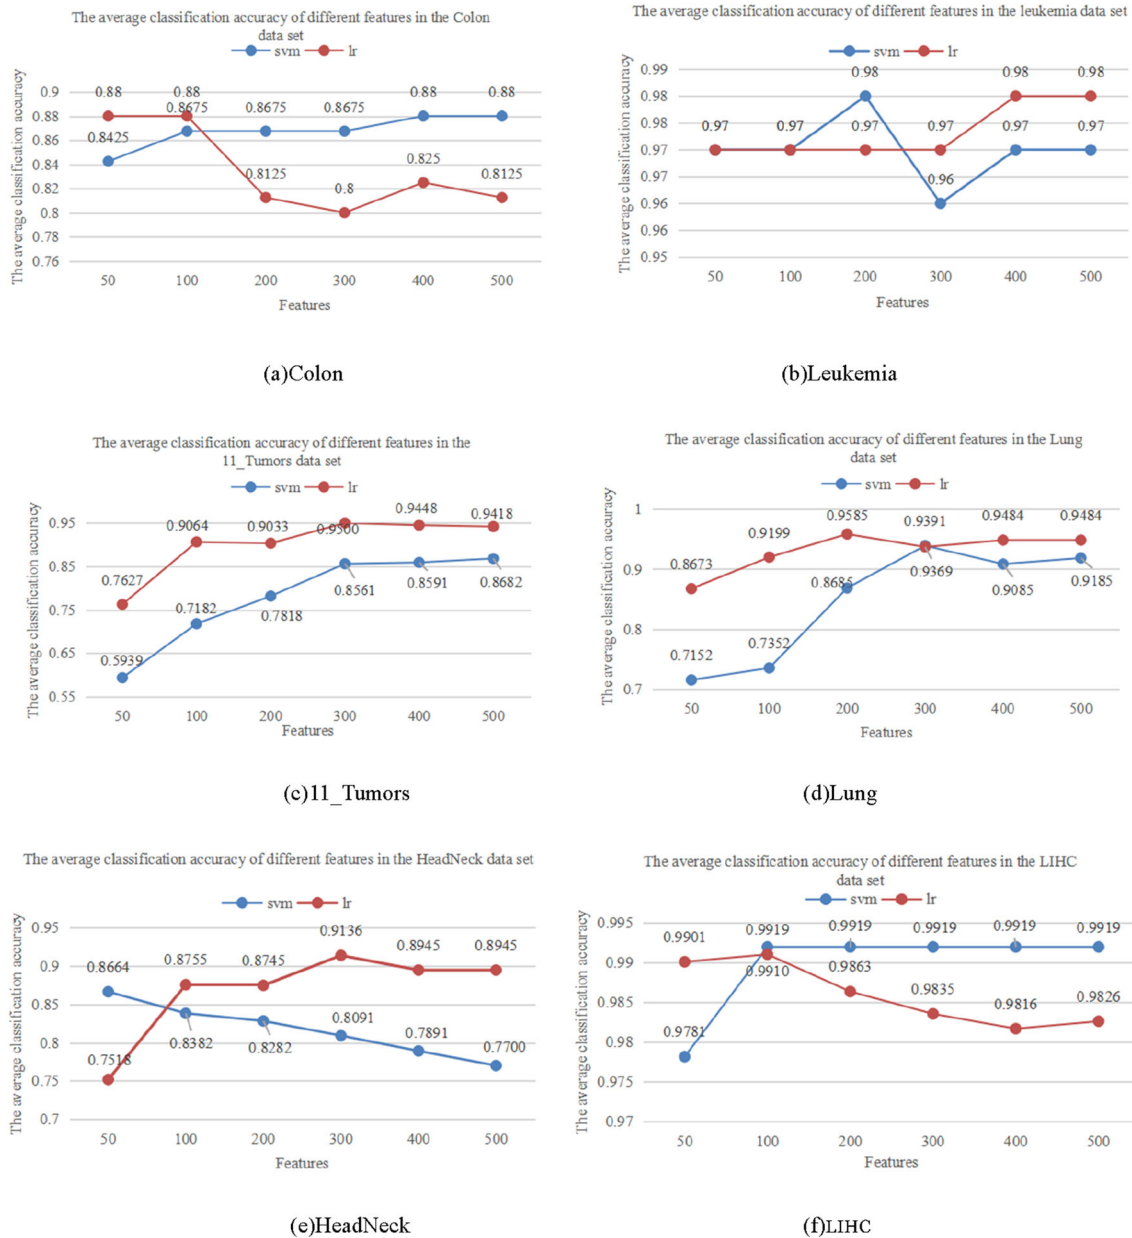 The average classification accuracy of different features in the Colon
data set
svm lr
The average classification accuracy
0.9
0.88
0.86
0.84
0.82
0.8
0.78
0.76
0.88 0.88 0.8675 0.8675 0.88 0.88
0.8425 0.8675
0.8125 0.8 0.825 0.8125
50 100 200 300 400 500
Features
(a)Colon
The average classification accuracy of different features in the leukemia data set
svm lr
The average classification accuracy
0.99
0.98
0.98
0.97
0.97
0.96
0.96
0.95
0.98 0.98 0.98
0.97 0.97 0.97 0.97 0.97 0.97
0.96
50 100 200 300 400 500
Features
(b)Leukemia
The average classification accuracy of different features in the
11_Tumors data set
svm lr
The average classification accuracy
0.95
0.85
0.75
0.65
0.55
0.7627 0.9064 0.9033 0.9500 0.9448 0.9418
0.5939 0.7182 0.7818 0.8561 0.8591 0.8682
50 100 200 300 400 500
Features
(c)11_Tumors
The average classification accuracy of different features in the Lung
data set
svm lr
The average classification accuracy
1
0.9
0.8
0.7
0.8673 0.9199 0.9585 0.9391 0.9484 0.9484
0.7152 0.7352 0.8685 0.9369 0.9085 0.9185
50 100 200 300 400 500
Features
(d)Lung
The average classification accuracy of different features in the HeadNeck data set
svm lr
The average classification accuracy
0.95
0.9
0.85
0.8
0.75
0.7
0.8664 0.8755 0.8745 0.9136 0.8945 0.8945
0.7518 0.8382 0.8282 0.8091 0.7891 0.7700
50 100 200 300 400 500
Features
(e)HeadNeck
The average classification accuracy of different features in the LIHC
data set
svm lr
The average classification accuracy
0.995
0.99
0.985
0.98
0.975
0.97
0.9901 0.9919 0.9919 0.9919 0.9919 0.9919
0.9781 0.9910 0.9863 0.9835 0.9816 0.9826
50 100 200 300 400 500
Features
(f)LIHC